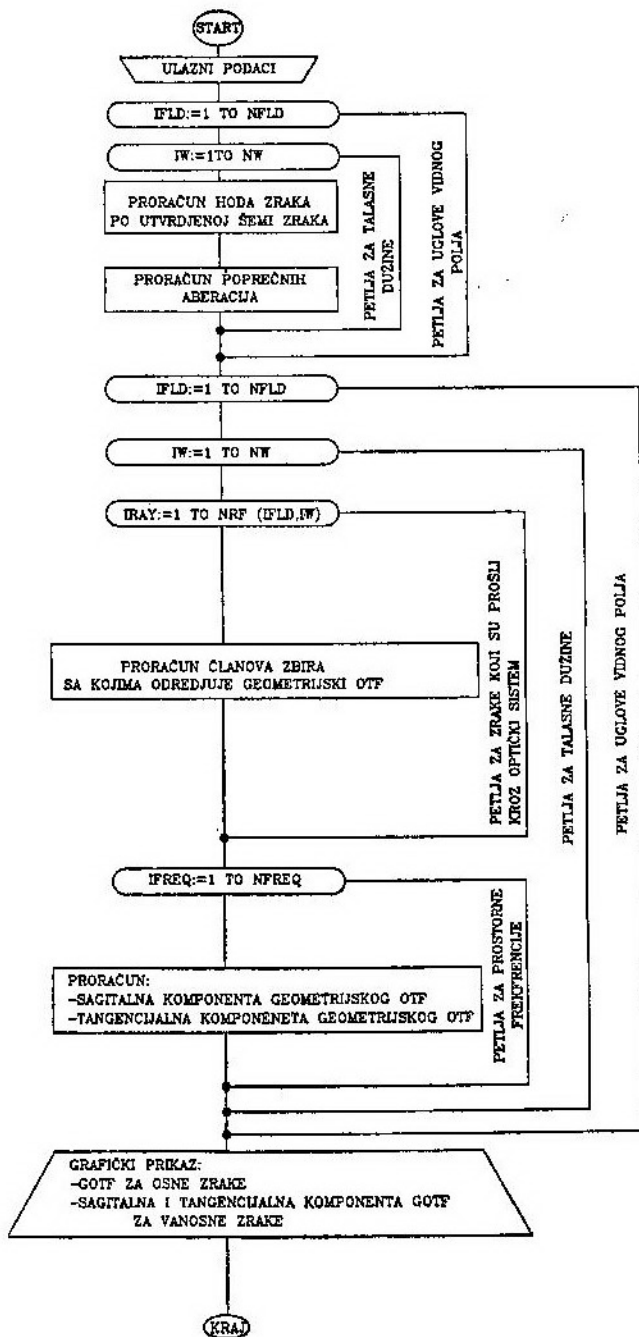 START
ULAZNI PODACI
IFLD:=1 TO NFLD
IW:=1TO NW
PRORAČUN HODA ZRAKA
PO UTVRDJENOJ ŠEMI ZRAKA
PRORAČUN POPREČNIH
ABERACIJA
PETLJA ZA TALASNE
DUŽINE
PETLJA ZA UGLOVE VIDNOG
POLJA
IFLD:=1 TO NFLD
IW:=1 TO NW
IRAY:=1 TO NRF (IFLD,IW)
PRORAČUN ČLANOVA ZBIRA
SA KOJIMA ODREDJUJE GEOMETRIJSKI OTF
PETLJA ZA ZRAKE KOJI SU PROŠLI
KROZ OPTIČKI SISTEM
PETLJA ZA TALASNE DUŽINE
PETLJA ZA UGLOVE VIDNOG POLJA
IFREQ:=1 TO NFREQ
PRORAČUN:
-SAGITALNA KOMPONENTA GEOMETRIJSKOG OTF
-TANGENCIJALNA KOMPONENETA GEOMETRIJSKOG OTF
PETLJA ZA PROSTORNE
FREKFRENCIJE
GRAFIČKI PRIKAZ:
-GOTF ZA OSNE ZRAKE
-SAGITALNA I TANGENCIJALNA KOMPONENTA GOTF
ZA VANOSNE ZRAKE
KRAJ